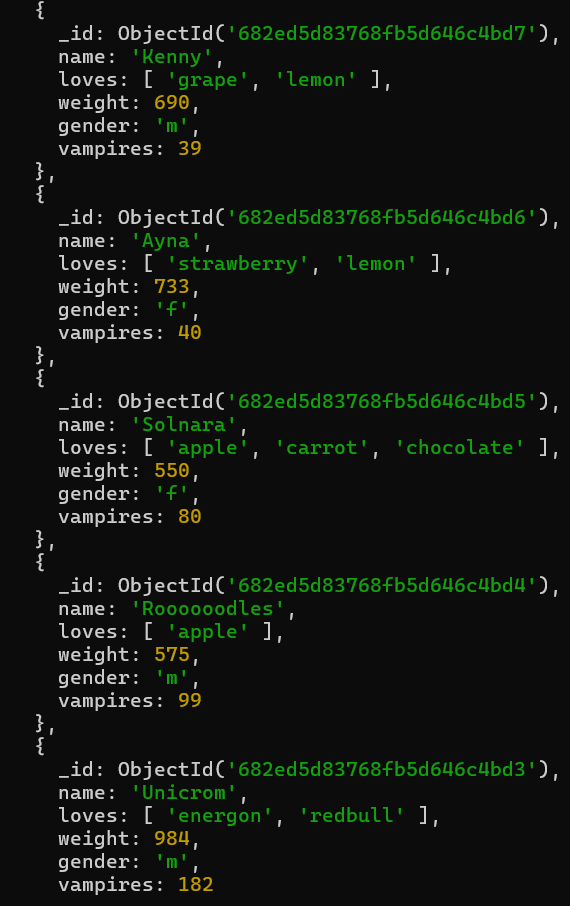 {
_id: ObjectId('682ed5d83768fb5d646c4bd7'),
name: 'Kenny',
loves: [ 'grape', 'lemon' ],
weight: 690,
gender: 'm',
vampires: 39
},
{
_id: ObjectId('682ed5d83768fb5d646c4bd6'),
name: 'Ayna',
loves: [ 'strawberry', 'lemon' ],
weight: 733,
gender: 'f',
vampires: 40
},
{
_id: ObjectId('682ed5d83768fb5d646c4bd5'),
name: 'Solnara',
loves: [ 'apple', 'carrot', 'chocolate' ],
weight: 550,
gender: 'f',
vampires: 80
},
{
_id: ObjectId('682ed5d83768fb5d646c4bd4'),
name: 'Roooooodles',
loves: [ 'apple' ],
weight: 575,
gender: 'm',
vampires: 99
},
{
_id: ObjectId('682ed5d83768fb5d646c4bd3'),
name: 'Unicrom',
loves: [ 'energon', 'redbull' ],
weight: 984,
gender: 'm',
vampires: 182